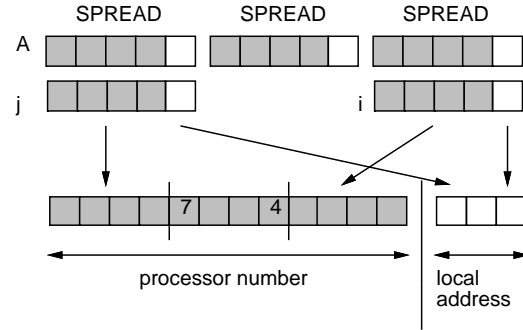 SPREAD SPREAD SPREAD
A
j i
7 4
processor number local
address